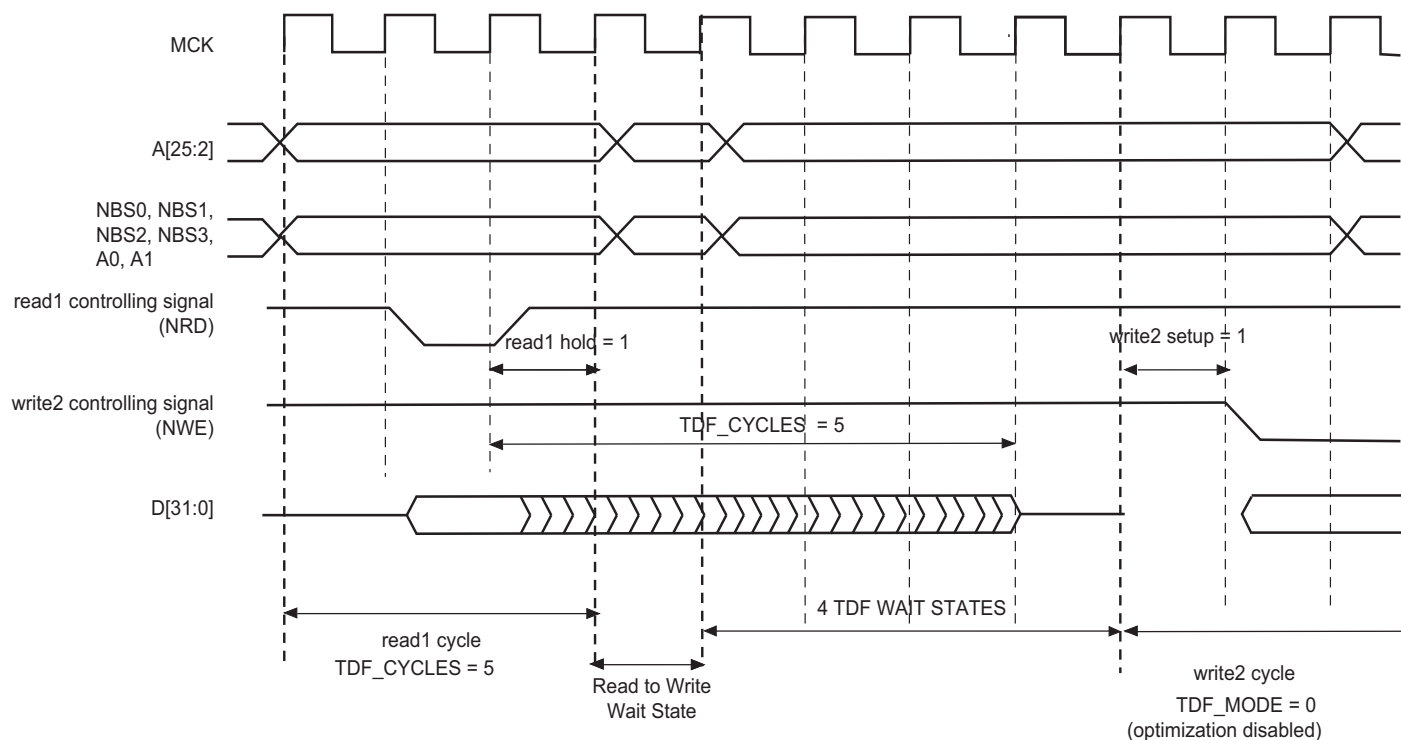 MCK
A[25:2]
NBS0, NBS1,
NBS2, NBS3,
A0, A1
read1 controlling signal
(NRD)
read1 hold = 1
write2 setup = 1
write2 controlling signal
(NWE)
TDF_CYCLES = 5
D[31:0]
4 TDF WAIT STATES
read1 cycle
TDF_CYCLES = 5
Read to Write
Wait State
write2 cycle
TDF_MODE = 0
(optimization disabled)